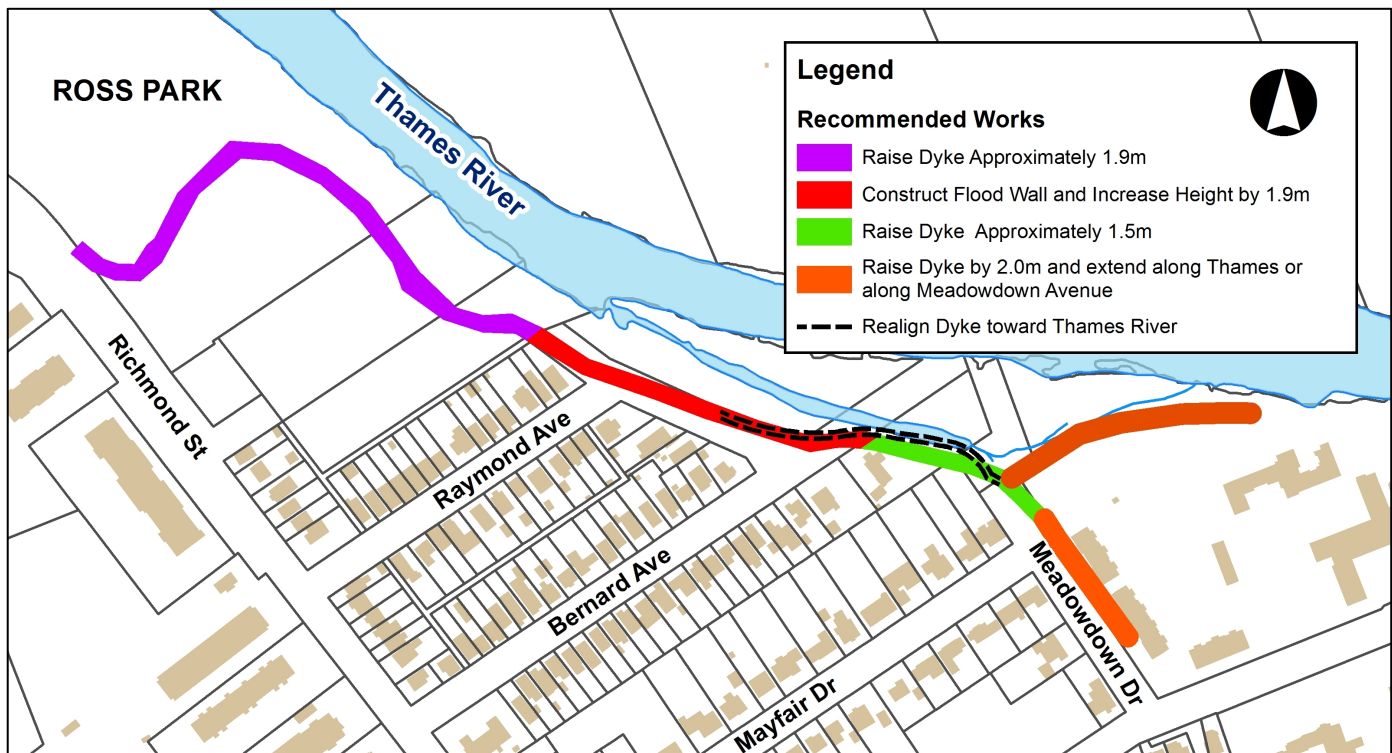 ROSS PARK
Thames River
Legend
Recommended Works
Raise Dyke Approximately 1.9m
Construct Flood Wall and Increase Height by 1.9m
Raise Dyke Approximately 1.5m
Raise Dyke by 2.0m and extend along Thames or
along Meadowdown Avenue
Realign Dyke toward Thames River
Richmond St
Raymond Ave
Bernard Ave
Mayfair Dr
Meadowdown Dr